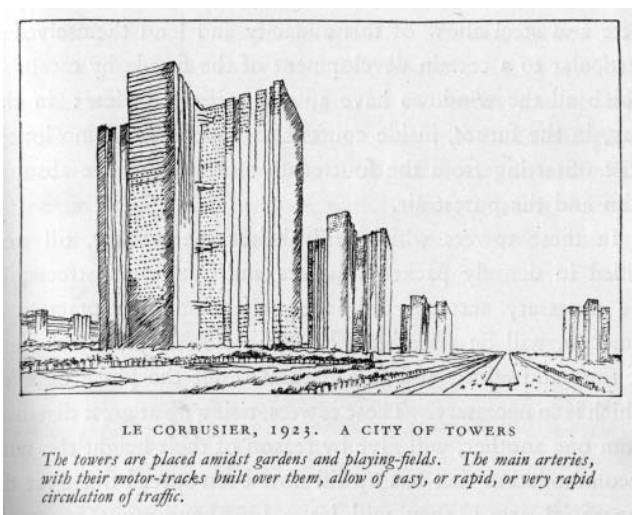 LE CORBUSIER, 1923. A CITY OF TOWERS
The towers are placed amidst gardens and playing-fields. The main arteries,
with their motor-tracks built over them, allow of easy, or rapid, or very rapid
circulation of traffic.